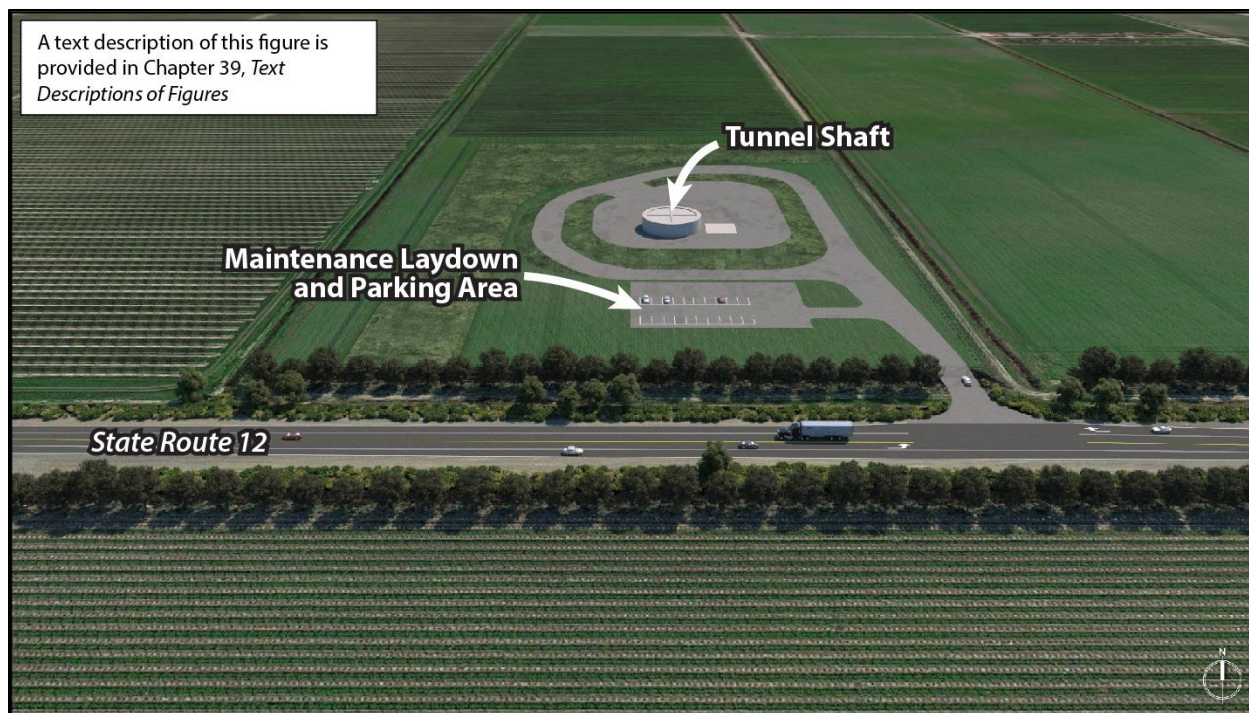 A text description of this figure is
provided in Chapter 39, Text
Descriptions of Figures
Tunnel Shaft
Maintenance Laydown
and Parking Area
State Route 12
N